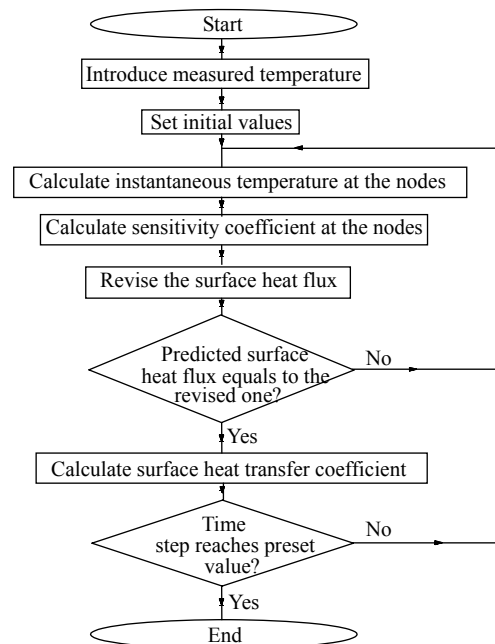 Start
Introduce measured temperature
Set initial values
Calculate instantaneous temperature at the nodes
Calculate sensitivity coefficient at the nodes
Revise the surface heat flux
Predicted surface
heat flux equals to the
revised one?
No
Yes
Calculate surface heat transfer coefficient
Time
step reaches preset
value?
No
Yes
End